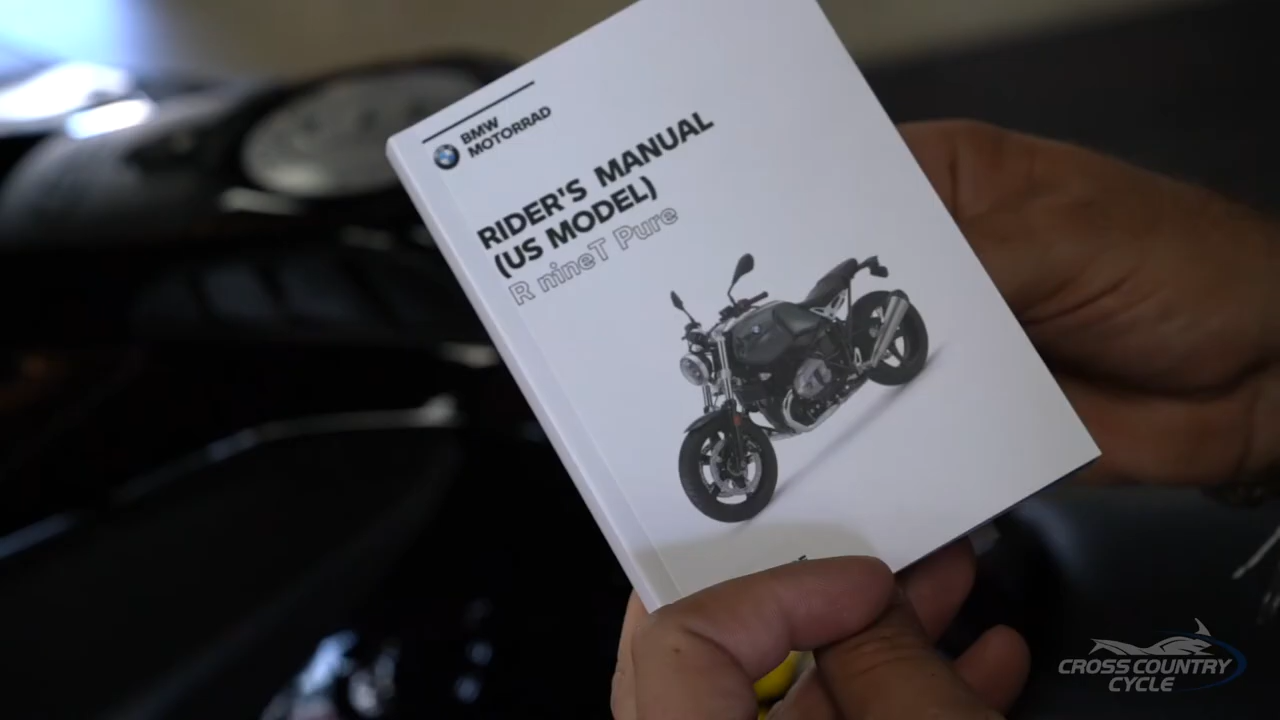 BMW
MOTORRAD
RIDER'S MANUAL
(US MODEL)
R nineT Pure
CROSS COUNTRY
CYCLE